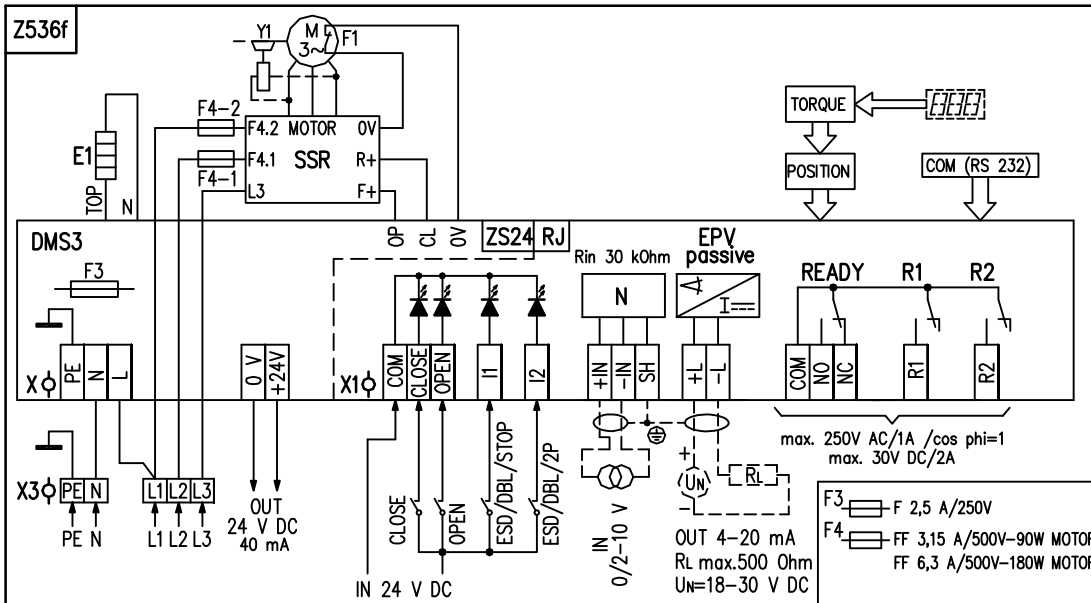 Z536f
Y1
M
3~
F1
F4-2
F4.2 MOTOR 0V
E1
SSR
F4.1
R+
F4-1
L3
F+
TOP
N
TORQUE
POSITION
COM (RS 232)
DMS3
OP
CL
0V
ZS24 RJ
EPV
passive
Rin 30 kOhm
F3
N
I
READY
R1
R2
X
PE
N
L
0 V
+24V
X1
COM
CLOSE
OPEN
I1
I2
+IN
-IN
SH
+L
-L
COM
NO
NC
R1
R2
max. 250V AC/1A /cos phi=1
max. 30V DC/2A
X3
PE N
L1 L2 L3
PE N
L1 L2 L3
OUT
24 V DC
40 mA
CLOSE
OPEN
ESD/DBL/STOP
ESD/DBL/2P
IN 24 V DC
IN
0/2-10 V
+
UN
-
RL
OUT 4-20 mA
RL max.500 Ohm
UN=18-30 V DC
F3
F 2,5 A/250V
F4
FF 3,15 A/500V-90W MOTOR
FF 6,3 A/500V-180W MOTOR